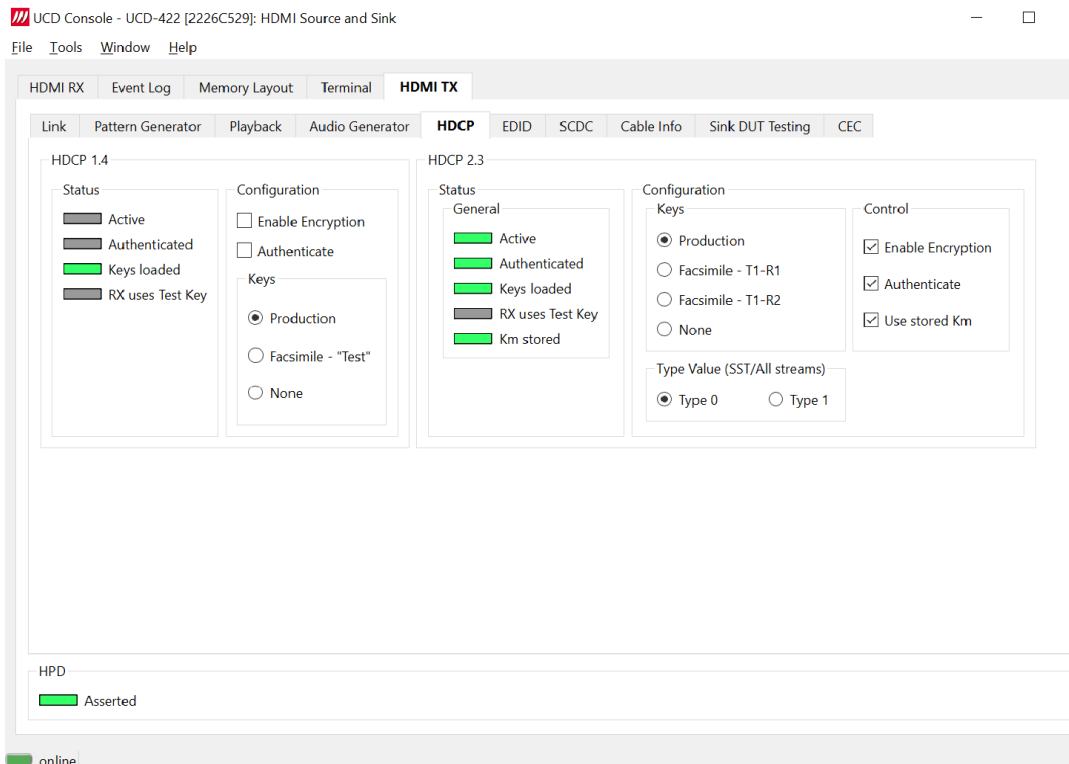 UCD Console - UCD-422 [2226C529]: HDMI Source and Sink
File Tools Window Help
HDMI RX Event Log Memory Layout Terminal HDMI TX
Link Pattern Generator Playback Audio Generator HDCP EDID SCDC Cable Info Sink DUT Testing CEC
HDCP 1.4
Status
Active
Authenticated
Keys loaded
RX uses Test Key
Configuration
Enable Encryption
Authenticate
Keys
Production
Facsimile - "Test"
None
HDCP 2.3
Status
General
Active
Authenticated
Keys loaded
RX uses Test Key
Km stored
Configuration
Keys
Production
Facsimile - T1-R1
Facsimile - T1-R2
None
Type Value (SST/All streams)
Type 0 Type 1
Control
Enable Encryption
Authenticate
Use stored Km
HPD
Asserted
online